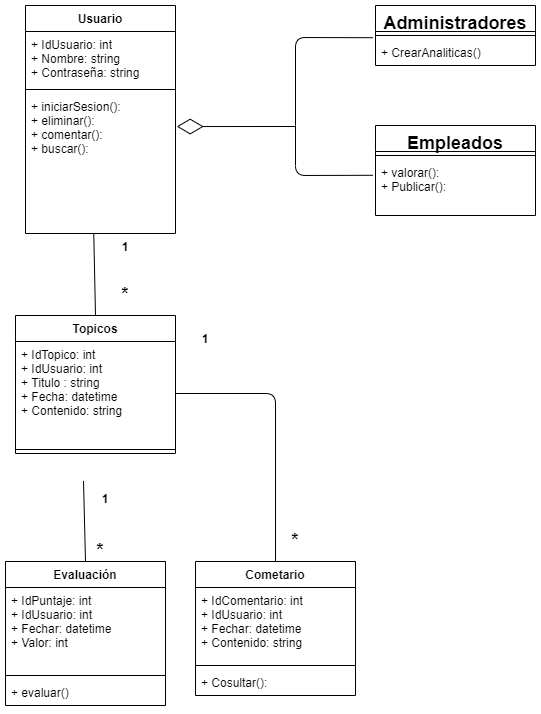 Usuario
+ IdUsuario: int
+ Nombre: string
+ Contraseña: string
+ iniciarSesion():
+ eliminar():
+ comentar():
+ buscar():
Administradores
+ CrearAnaliticas()
Empleados
+ valorar():
+ Publicar():
1
*
Topicos
+ IdTopico: int
+ IdUsuario: int
+ Titulo : string
+ Fecha: datetime
+ Contenido: string
1
1
*
*
Evaluación
+ IdPuntaje: int
+ IdUsuario: int
+ Fechar: datetime
+ Valor: int
+ evaluar()
Cometario
+ IdComentario: int
+ IdUsuario: int
+ Fechar: datetime
+ Contenido: string
+ Cosultar():